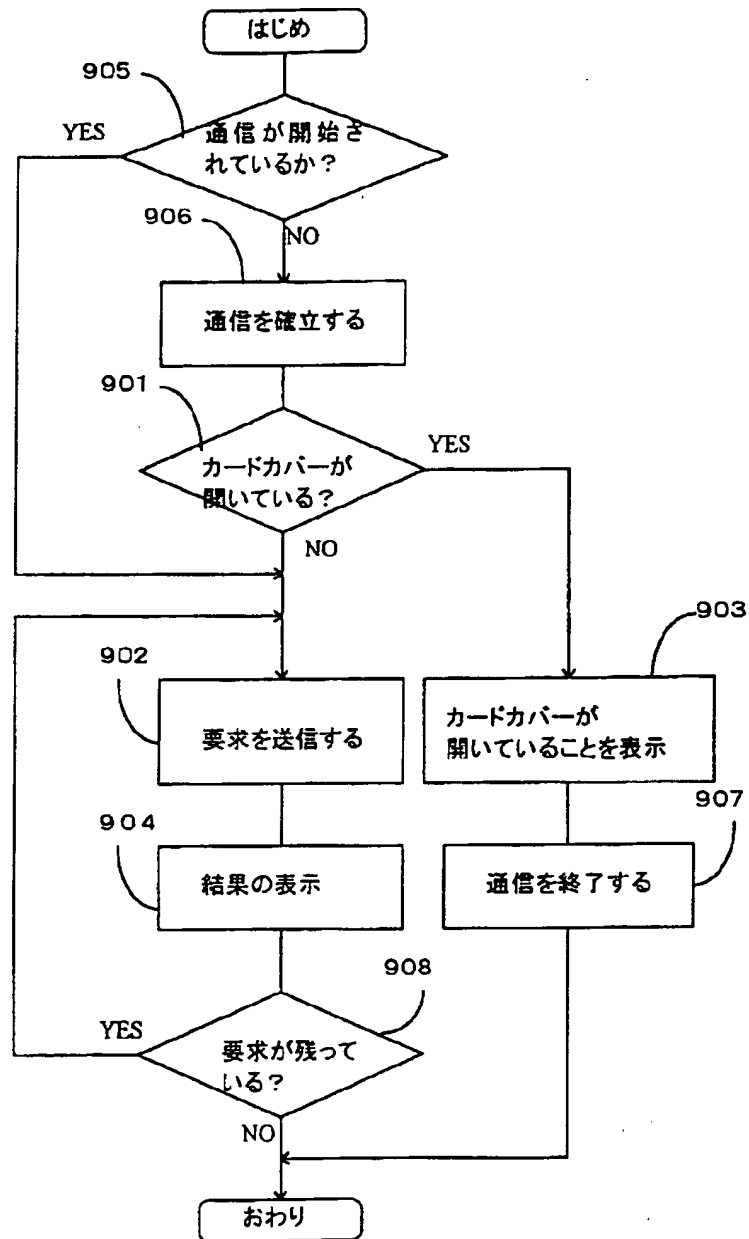 はじめ
905
YES
通信が開始さ
れているか？
906
NO
通信を確立する
901
YES
カードカバーが
開いている？
NO
903
902
カードカバーが
開いていることを表示
要求を送信する
907
904
結果の表示
通信を終了する
908
YES
要求が残って
いる？
NO
おわり